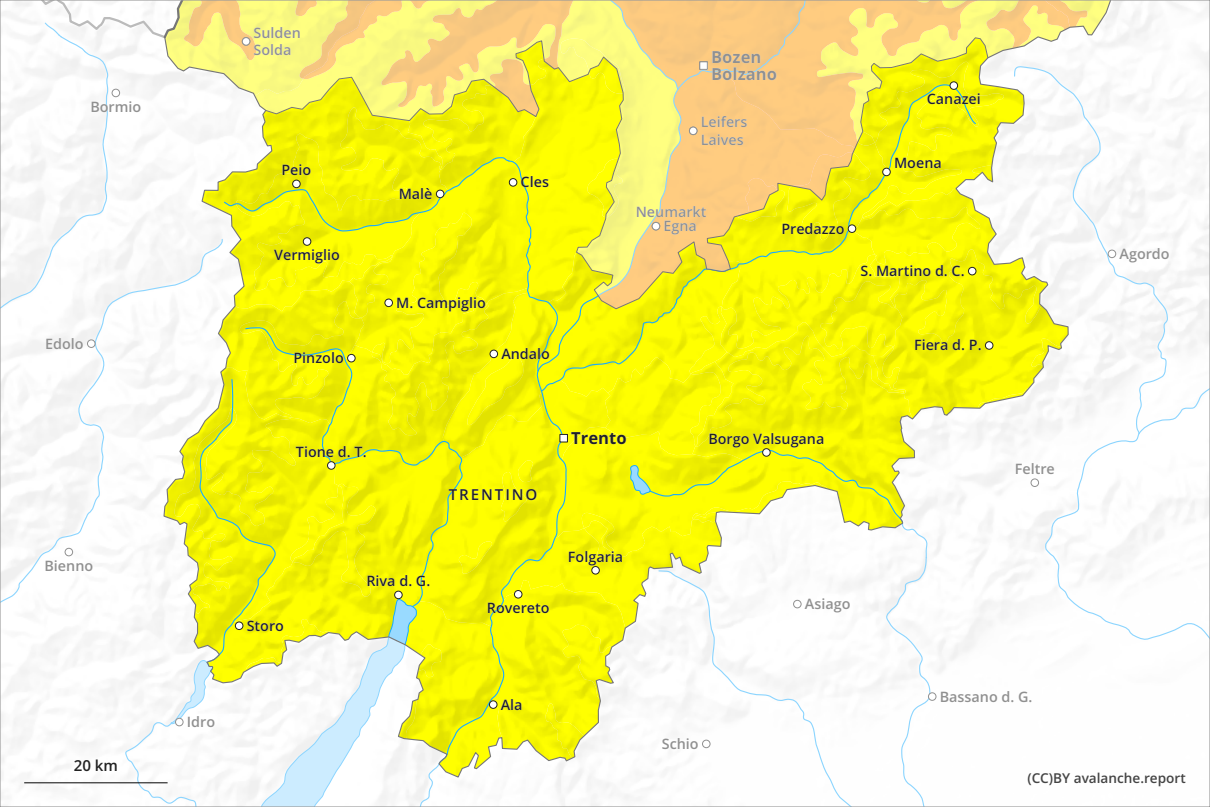 Sulden
Solda
Bozen
Bolzano
Bormio
Canazei
Leifers
Laives
Moena
Peio
Malè
Cles
Neumarkt
Egna
Predazzo
Vermiglio
Agordo
S. Martino d. C.
M. Campiglio
Edolo
Pinzolo
Andalo
Fiera d. P.
Trento
Borgo Valsugana
Tione d. T.
Feltre
TRENTINO
Folgaria
Bienno
Riva d. G.
Rovereto
Asiago
Storo
Bassano d. G.
Ala
Idro
Schio
20 km
(CC)BY avalanche.report